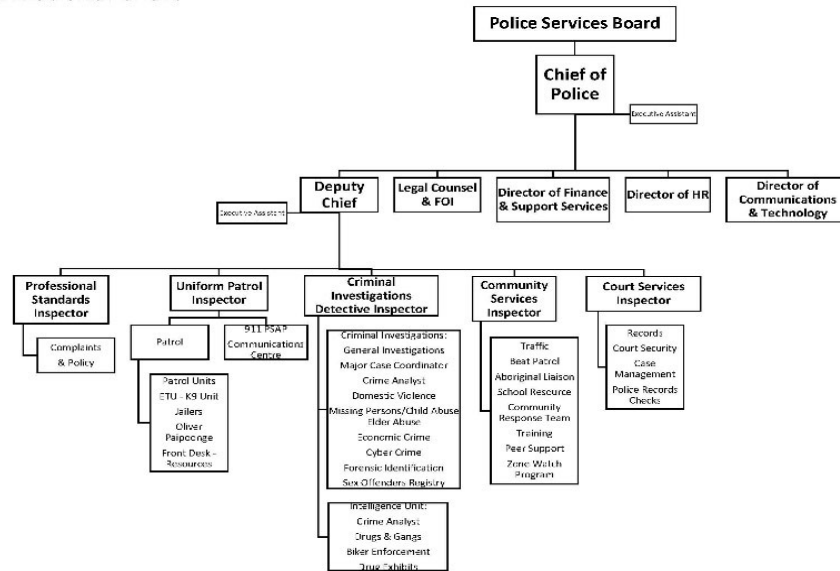 Police Services Board
Chief of
Police
Executive Assistant
Deputy
Chief
Legal Counsel
& FOI
Director of Finance
& Support Services
Director of HR
Director of
Communications
& Technology
Executive Assistant
Professional
Standards
Inspector
Uniform Patrol
Inspector
Criminal
Investigations
Detective Inspector
Community
Services
Inspector
Court Services
Inspector
Complaints
& Policy
Patrol
911 PSAP
Communications
Centre
Patrol Units
ETU - K9 Unit
Jailers
Oliver
Paipoonge
Front Desk -
Resources
Criminal Investigations:
General Investigations
Major Case Coordinator
Crime Analyst
Domestic Violence
Missing Persons/Child Abuse
Elder Abuse
Economic Crime
Cyber Crime
Forensic Identification
Sex Offenders Registry
Intelligence Unit:
Crime Analyst
Drugs & Gangs
Biker Enforcement
Drug Exhibits
Traffic
Beat Patrol
Aboriginal Liaison
School Resource
Community
Response Team
Training
Peer Support
Zone Watch
Program
Records
Court Security
Case
Management
Police Records
Checks